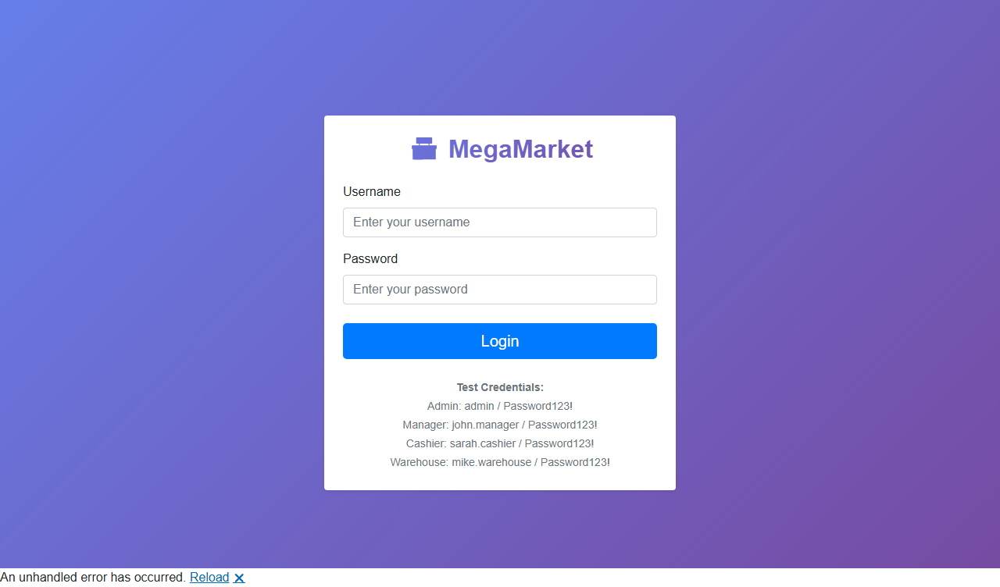 MegaMarket
Username
Enter your username
Password
Enter your password
Login
Test Credentials:
Admin: admin / Password123!
Manager: john.manager / Password123!
Cashier: sarah.cashier / Password123!
Warehouse: mike.warehouse / Password123!
An unhandled error has occurred. Reload 🗙